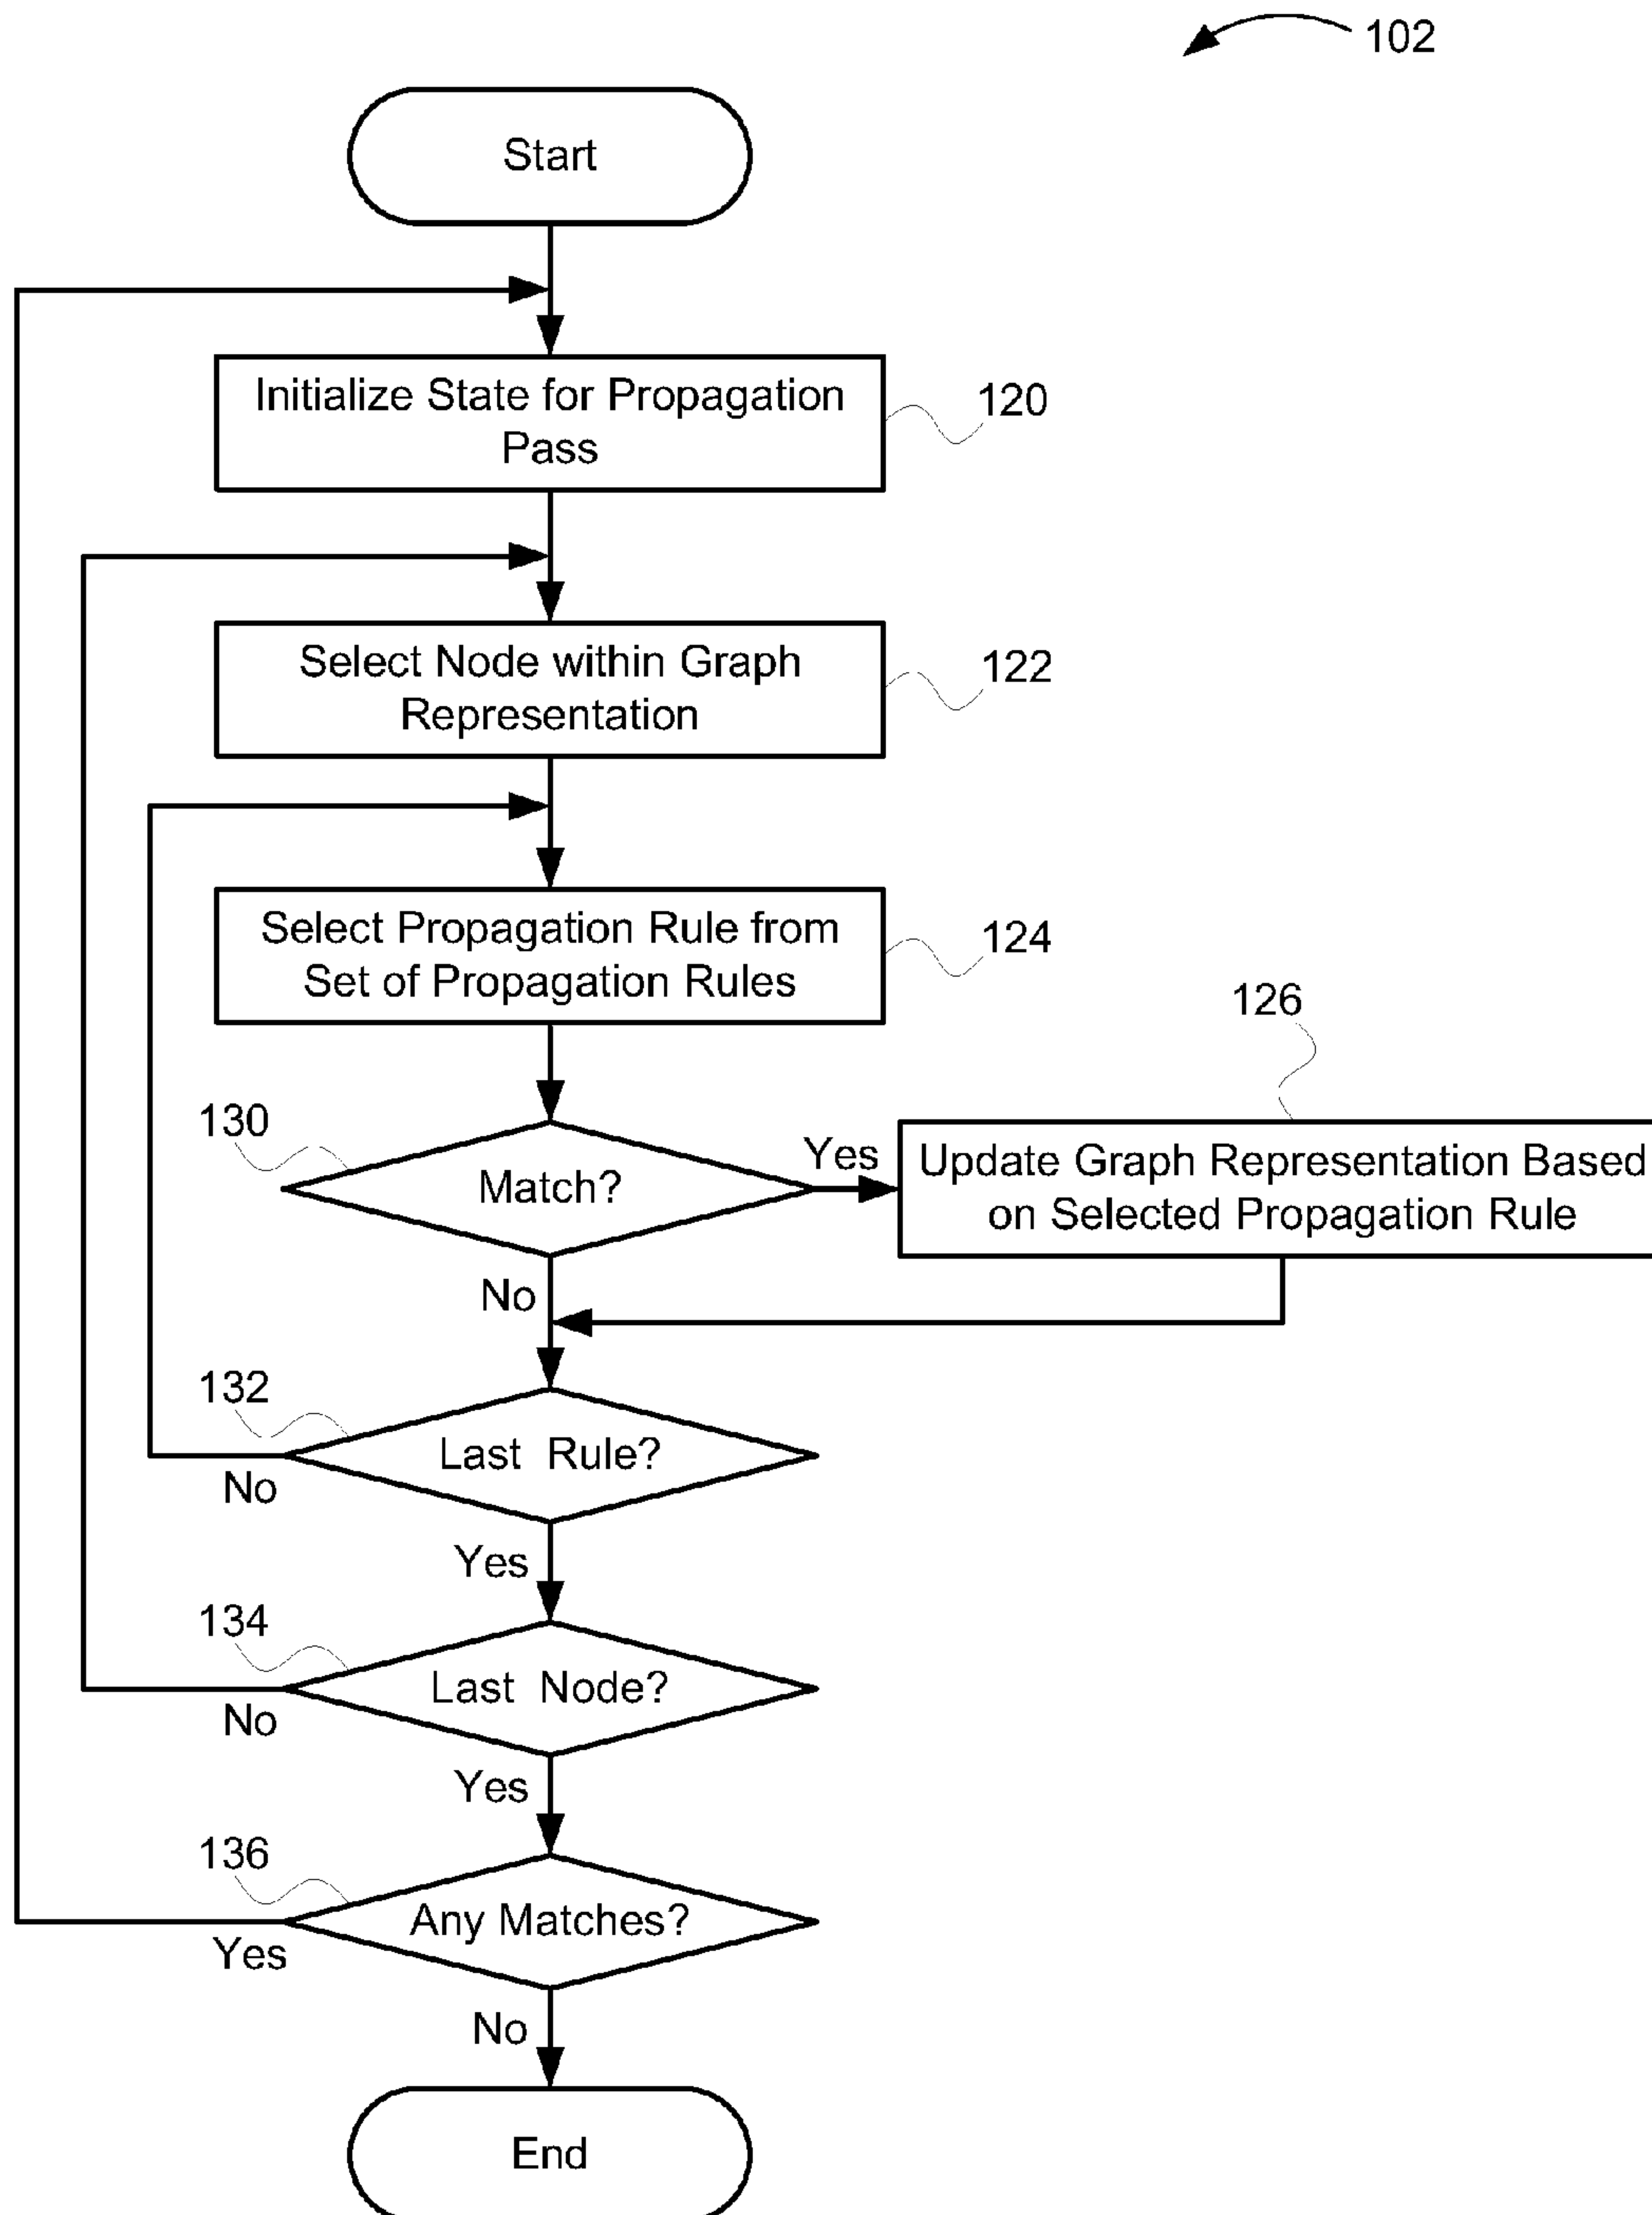 102
Start
Initialize State for Propagation
Pass
120
Select Node within Graph
Representation
122
Select Propagation Rule from
Set of Propagation Rules
124
126
130
Match?
Yes
Update Graph Representation Based
on Selected Propagation Rule
No
132
Last Rule?
No
Yes
134
Last Node?
No
Yes
136
Any Matches?
Yes
No
End